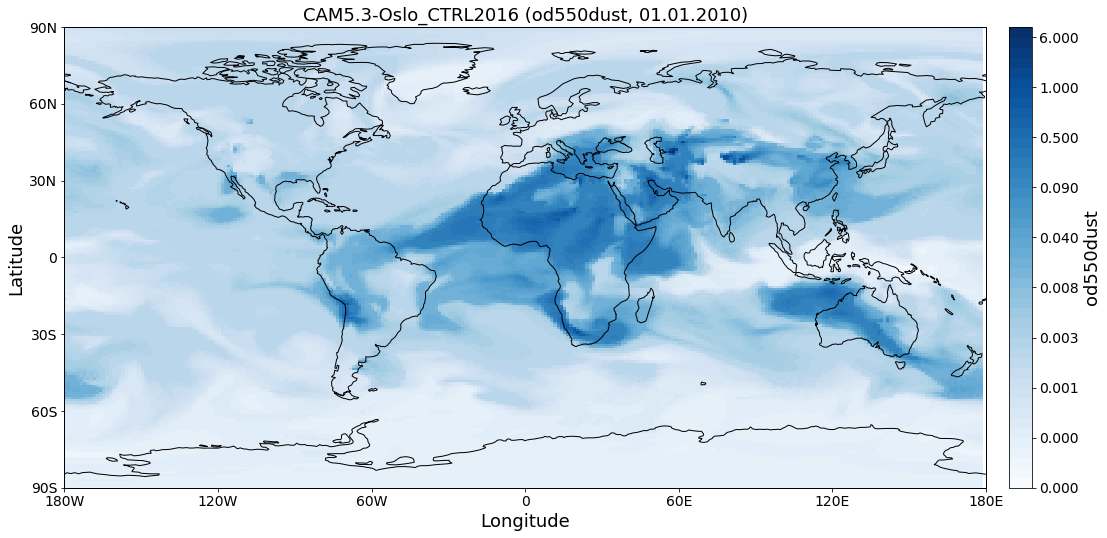 CAM5.3-Oslo_CTRL2016 (od550dust, 01.01.2010)
90N
60N
30N
0
30S
60S
90S
Latitude
180W
120W
60W
0
60E
120E
180E
Longitude
6.000
1.000
0.500
0.090
0.040
0.008
0.003
0.001
0.000
0.000
od550dust